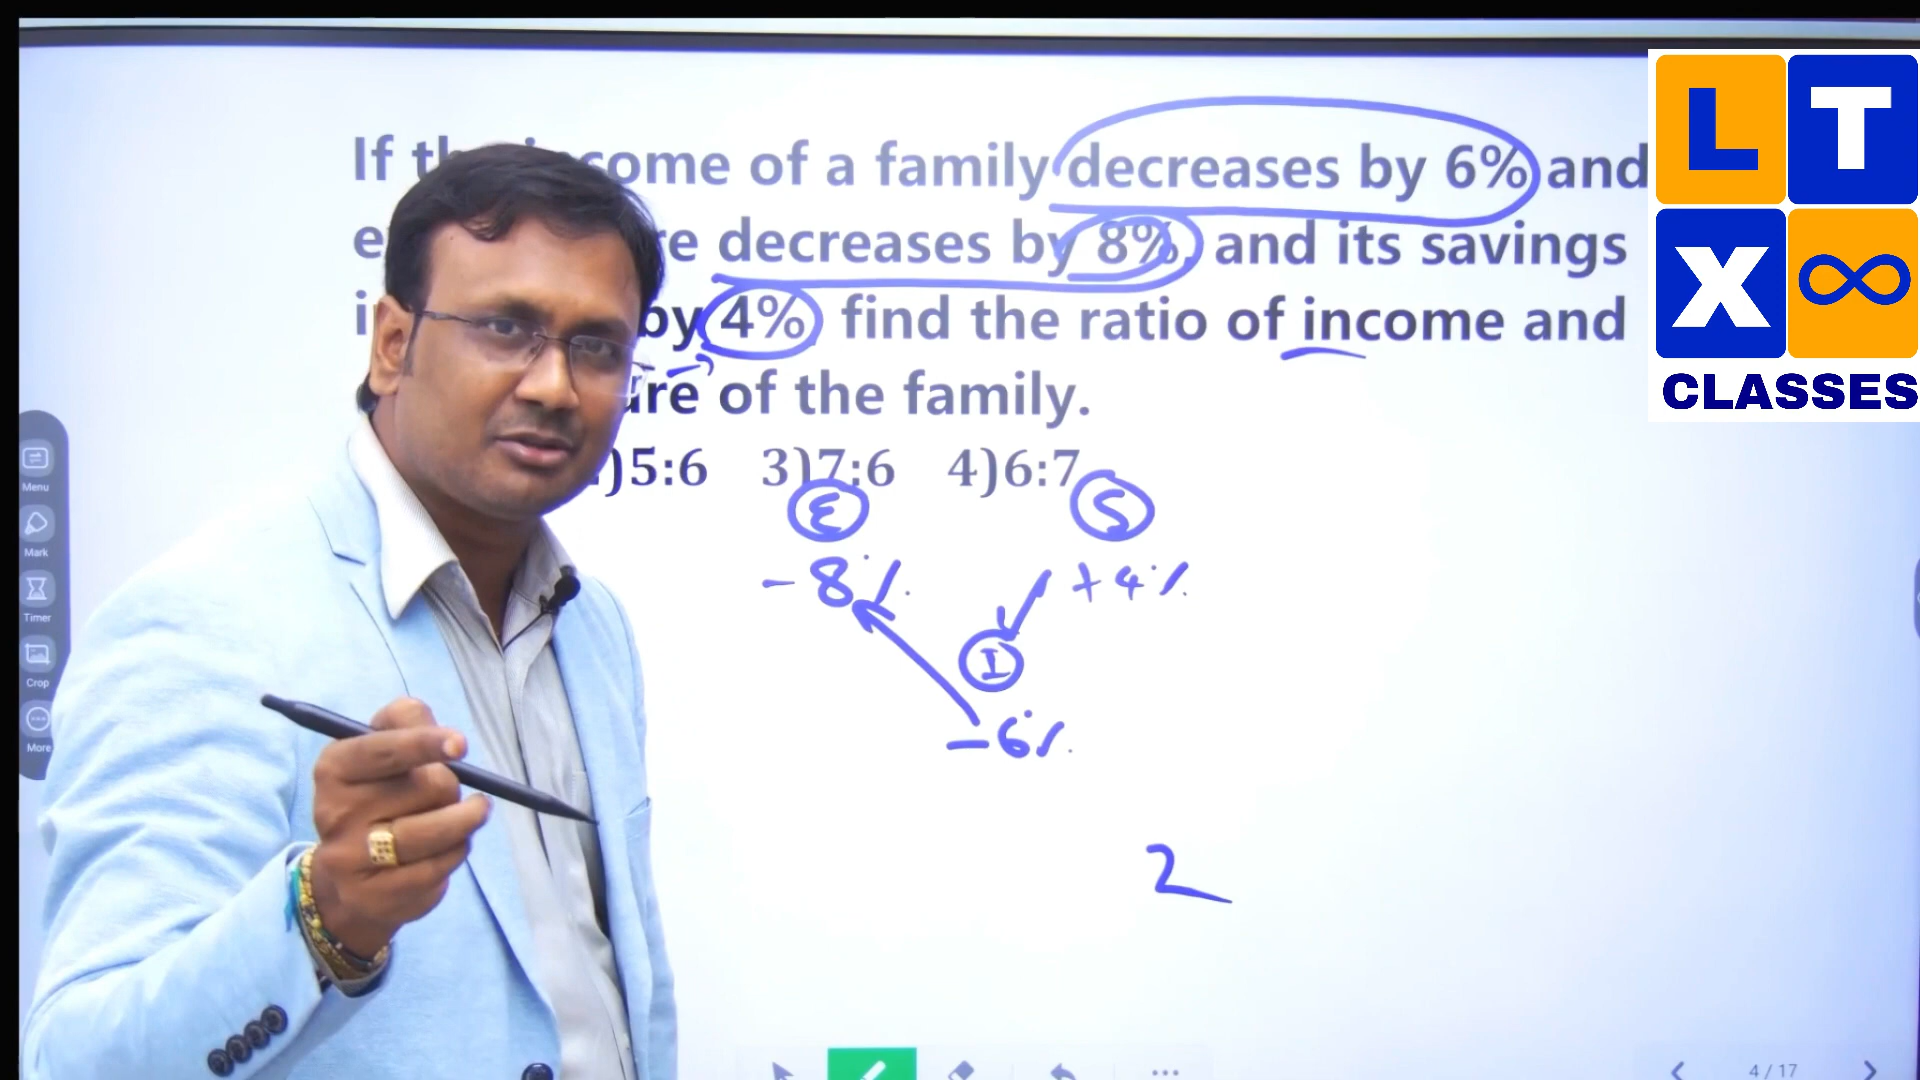 If come of a family decreases by 6% and
re decreases by 8%, and its savings
by 4% find the ratio of income and
ure of the family.
)5:6 3)7:6 4)6:7
E S
-8% +4%
I
-6%
2
LT
X∞
CLASSES
Menu
Mark
Timer
Crop
More
4 / 17